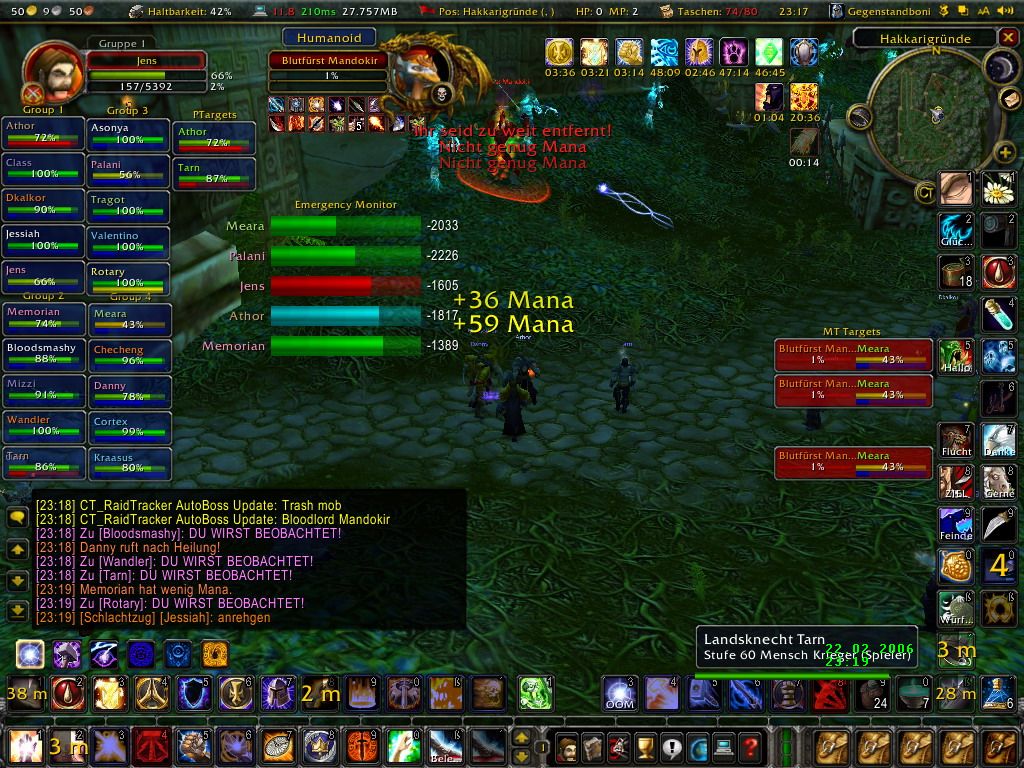 50 9 50 Haltbarkeit: 42% 11.8 210ms 27.757MB Pos: Hakkarigründe (, ) HP: 0 MP: 2 Taschen: 74/80 23:17 Gegenstandboni
Gruppe 1
Jens
66%
157/5392 2%
Humanoid
Blutfürst Mandokir
1%
03:36 03:21 03:14 48:09 02:46 47:14 46:45
01:04 20:36
00:14
Hakkarigründe
N
CT
Group 1 Group 3 PTargets
Athor 72%
Class 100%
Dkalkor 90%
Jessiah 100%
Jens 66%
Asonya 100%
Palani 56%
Tragot 100%
Valentino 100%
Rotary 100%
Athor 72%
Tarn 87%
Group 2 Group 4
Memorian 74%
Bloodsmashy 88%
Mizzi 91%
Wandler 100%
Tarn 86%
Meara 43%
Checheng 96%
Danny 78%
Cortex 99%
Kraasus 80%
Ihr seid zu weit entfernt!
Nicht genug Mana
Nicht genug Mana
Emergency Monitor
Meara -2033
Palani -2226
Jens -1605
Athor -1817
Memorian -1389
+36 Mana
+59 Mana
Athor
MT Targets
Blutfürst Man... 1% Meara 43%
Blutfürst Man... 1% Meara 43%
Blutfürst Man... 1% Meara 43%
[23:18] CT_RaidTracker AutoBoss Update: Trash mob
[23:18] CT_RaidTracker AutoBoss Update: Bloodlord Mandokir
[23:18] Zu [Bloodsmashy]: DU WIRST BEOBACHTET!
[23:18] Danny ruft nach Heilung!
[23:18] Zu [Wandler]: DU WIRST BEOBACHTET!
[23:18] Zu [Tarn]: DU WIRST BEOBACHTET!
[23:19] Memorian hat wenig Mana.
[23:19] Zu [Rotary]: DU WIRST BEOBACHTET!
[23:19] [Schlachtzug] [Jessiah]: anrehgen
Glüc...
18
Hallo
Flucht
Danke
ZIEL
Gerne
Feinde
4
Würf...
3 m
Landsknecht Tarn
Stufe 60 Mensch Krieger (Spieler)
22 02 2006
23:19
38 m 2 m OOM 24 7 28 m 6
3 m Bele...